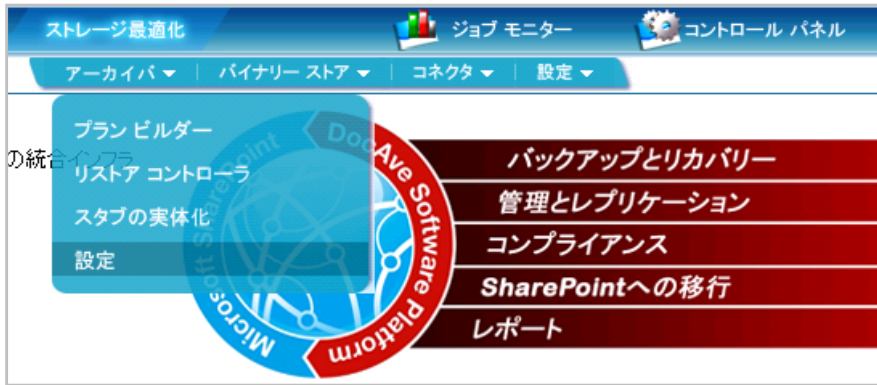 ストレージ最適化 ジョブ モニター コントロール パネル
アーカイバ バイナリー ストア コネクタ 設定
プラン ビルダー
リストア コントローラ
スタブの実体化
設定
の統合インフラ
Microsoft SharePoint
DocAve Software Platform
バックアップとリカバリー
管理とレプリケーション
コンプライアンス
SharePointへの移行
レポート